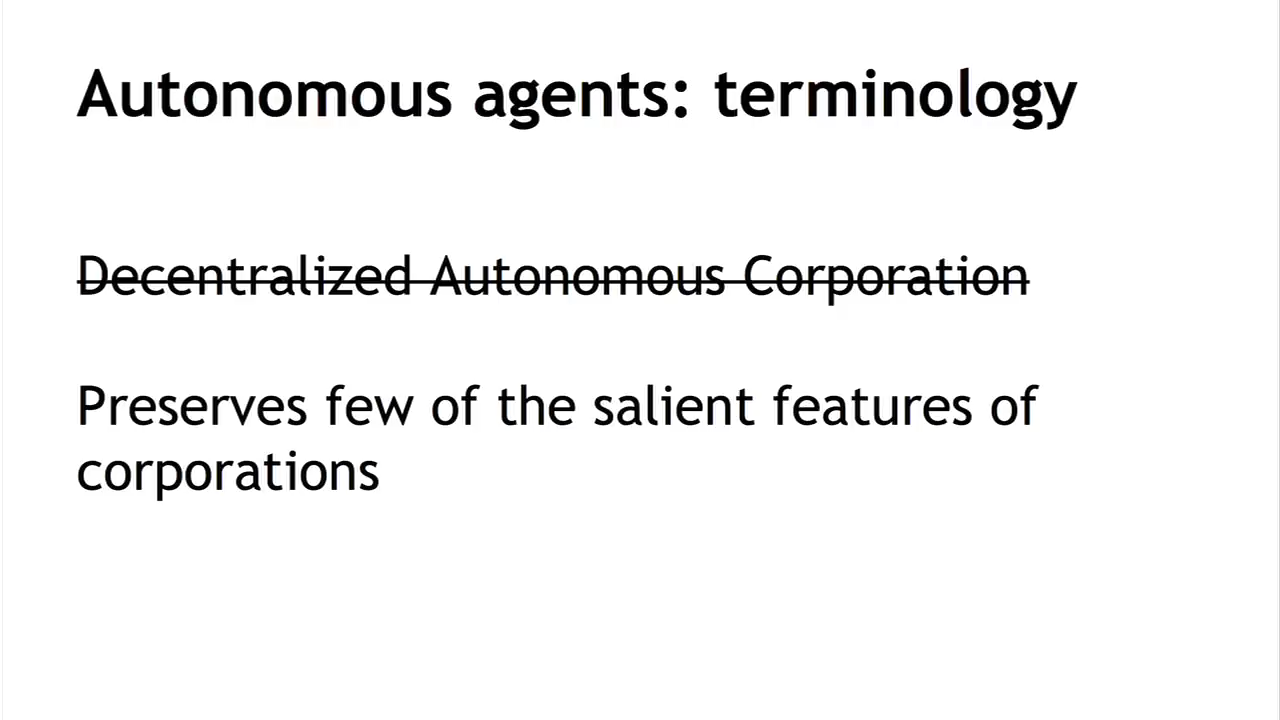 Autonomous agents: terminology
Decentralized Autonomous Corporation
Preserves few of the salient features of
corporations